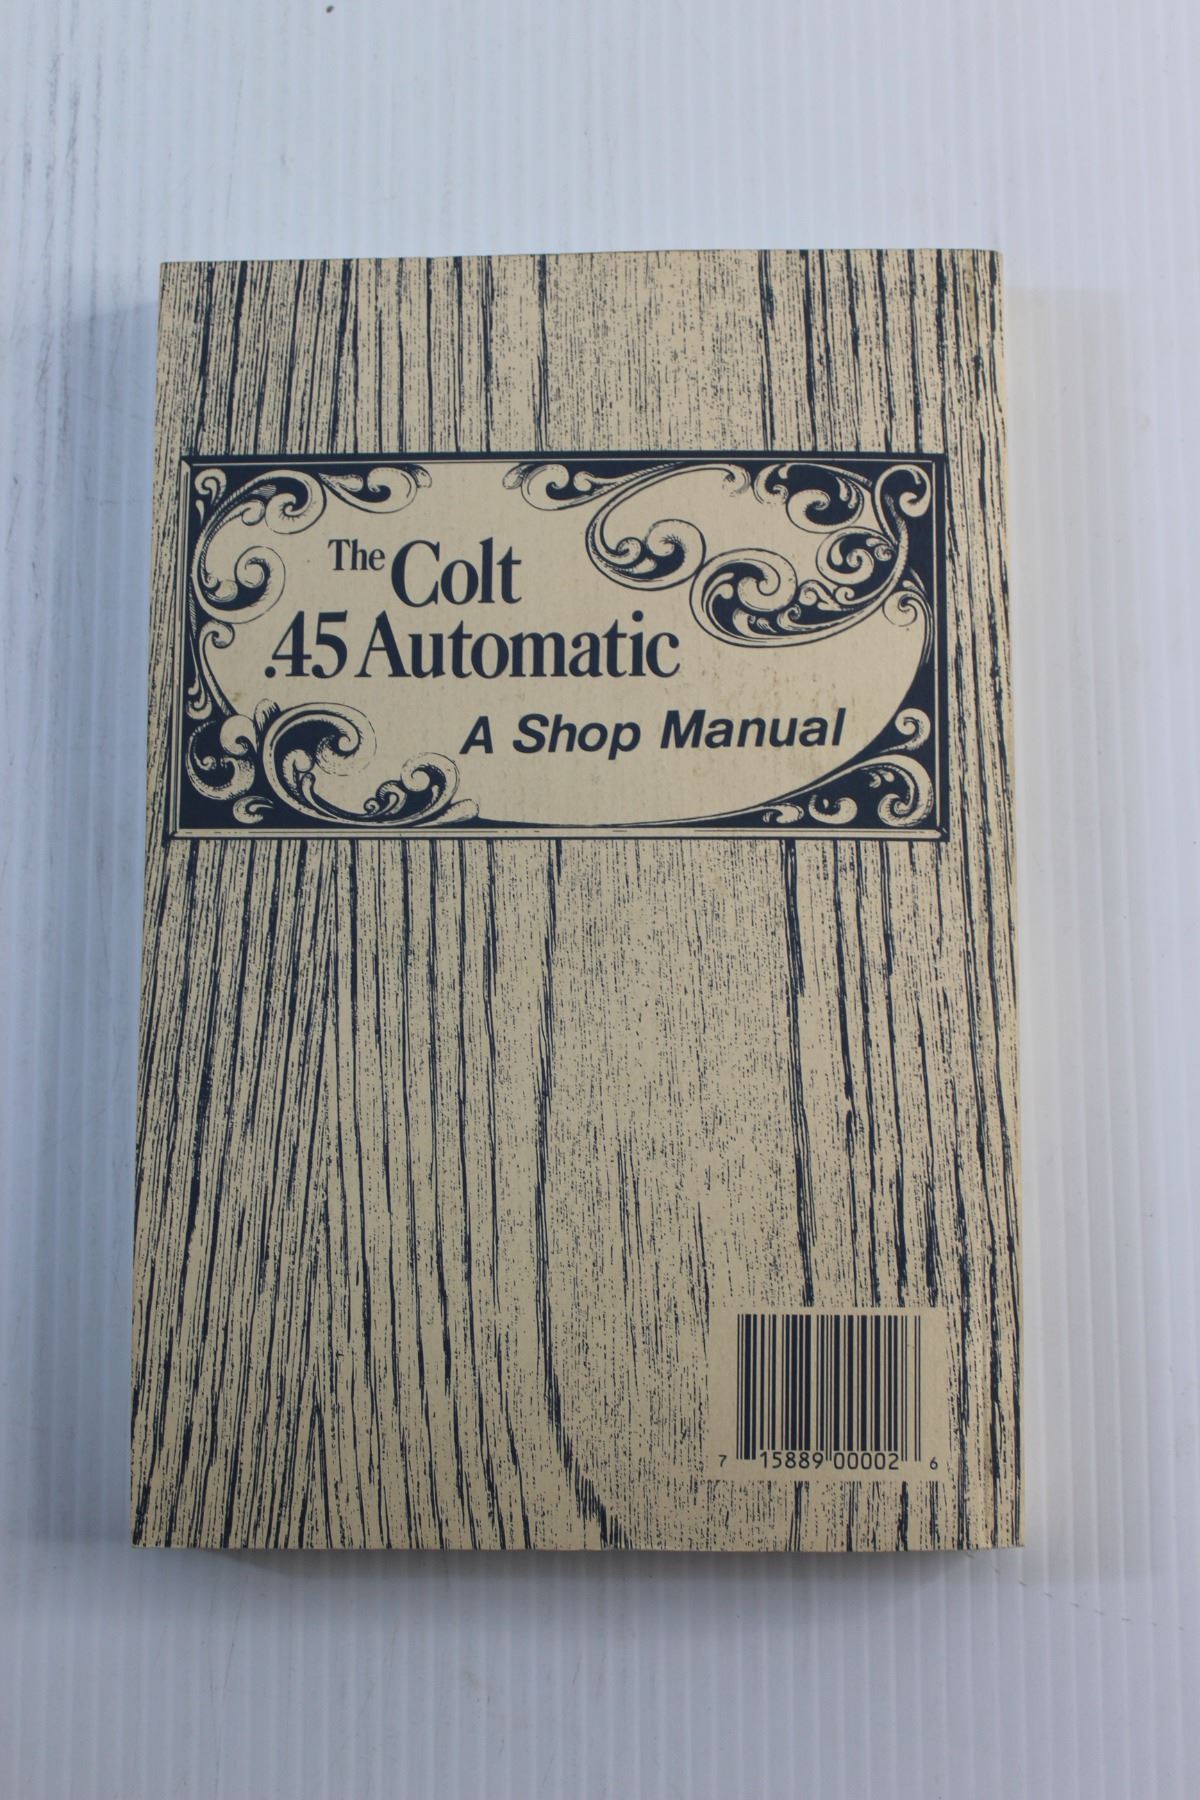 The Colt
.45 Automatic
A Shop Manual
7 15889 00002 6